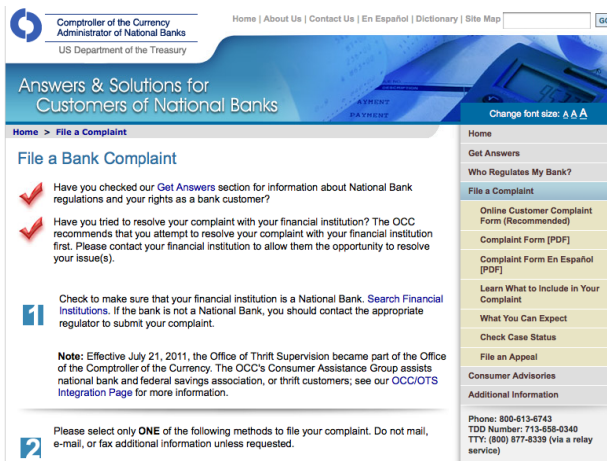 Comptroller of the Currency
Administrator of National Banks
US Department of the Treasury
Home | About Us | Contact Us | En Español | Dictionary | Site Map
Answers & Solutions for
Customers of National Banks
PAYMENT
PAYMENT
Change font size: A A A
Home > File a Complaint
File a Bank Complaint
Have you checked our Get Answers section for information about National Bank
regulations and your rights as a bank customer?
Have you tried to resolve your complaint with your financial institution? The OCC
recommends that you attempt to resolve your complaint with your financial institution
first. Please contact your financial institution to allow them the opportunity to resolve
your issue(s).
1
Check to make sure that your financial institution is a National Bank. Search Financial
Institutions. If the bank is not a National Bank, you should contact the appropriate
regulator to submit your complaint.
Note: Effective July 21, 2011, the Office of Thrift Supervision became part of the Office
of the Comptroller of the Currency. The OCC's Consumer Assistance Group assists
national bank and federal savings association, or thrift customers; see our OCC/OTS
Integration Page for more information.
2
Please select only ONE of the following methods to file your complaint. Do not mail,
e-mail, or fax additional information unless requested.
Home
Get Answers
Who Regulates My Bank?
File a Complaint
Online Customer Complaint
Form (Recommended)
Complaint Form [PDF]
Complaint Form En Español
[PDF]
Learn What to Include in Your
Complaint
What You Can Expect
Check Case Status
File an Appeal
Consumer Advisories
Additional Information
Phone: 800-613-6743
TDD Number: 713-658-0340
TTY: (800) 877-8339 (via a relay
service)